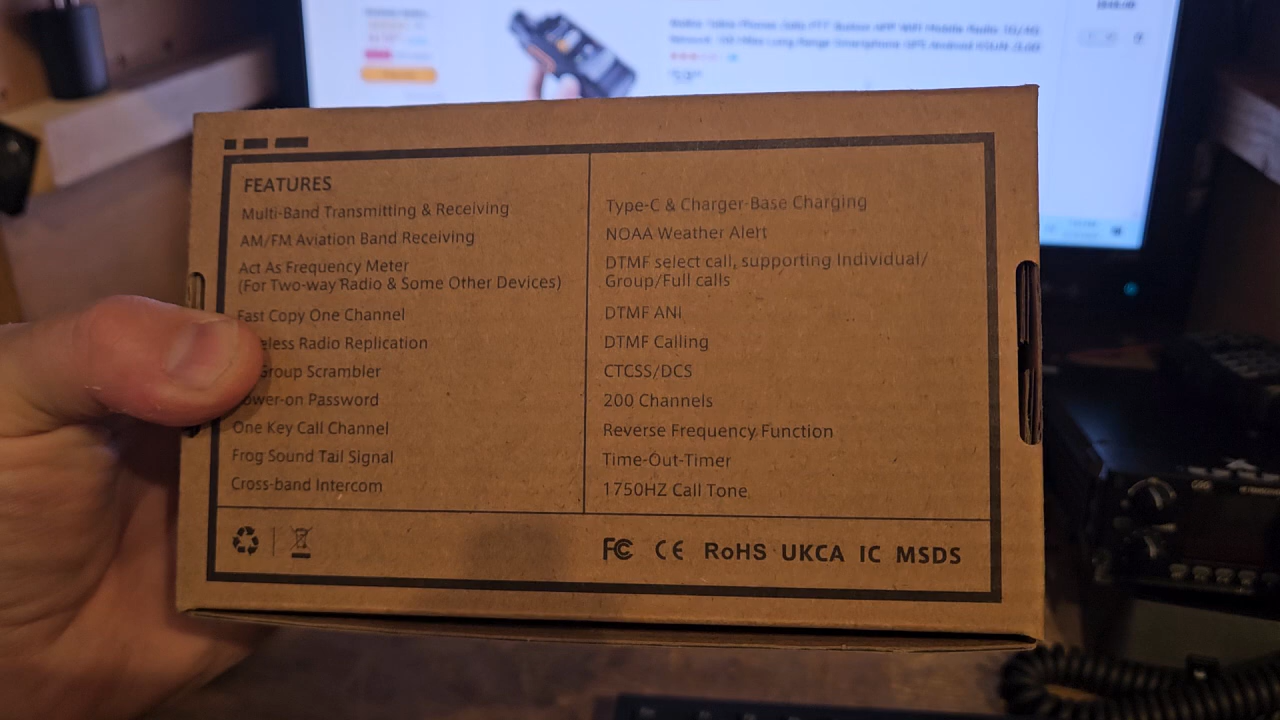 FEATURES
Multi-Band Transmitting & Receiving
AM/FM Aviation Band Receiving
Act As Frequency Meter
(For Two-way Radio & Some Other Devices)
Fast Copy One Channel
eless Radio Replication
Group Scrambler
ower-on Password
One Key Call Channel
Frog Sound Tail Signal
Cross-band Intercom
Type-C & Charger-Base Charging
NOAA Weather Alert
DTMF select call, supporting Individual/
Group/Full calls
DTMF ANI
DTMF Calling
CTCSS/DCS
200 Channels
Reverse Frequency Function
Time-Out-Timer
1750HZ Call Tone
FC CE RoHS UKCA IC MSDS